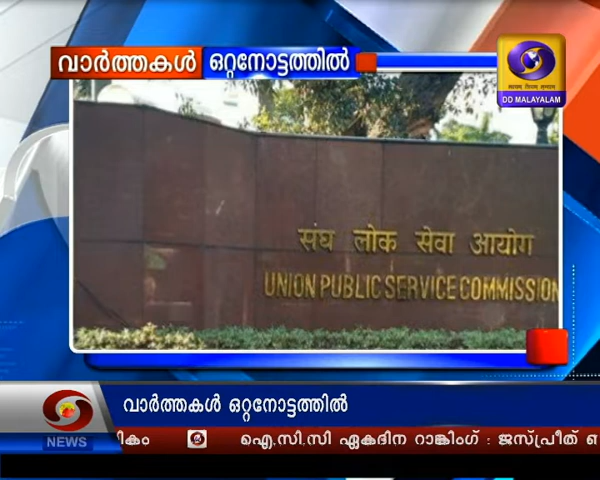 വാർത്തകൾ ഒറ്റനോട്ടത്തിൽ
DD MALAYALAM
संघ लोक सेवा आयोग
UNION PUBLIC SERVICE COMMISSION
വാർത്തകൾ ഒറ്റനോട്ടത്തിൽ
NEWS
ികം ഐ.സി.സി ഏകദിന റാങ്കിംഗ് : ജസ്പ്രീത്